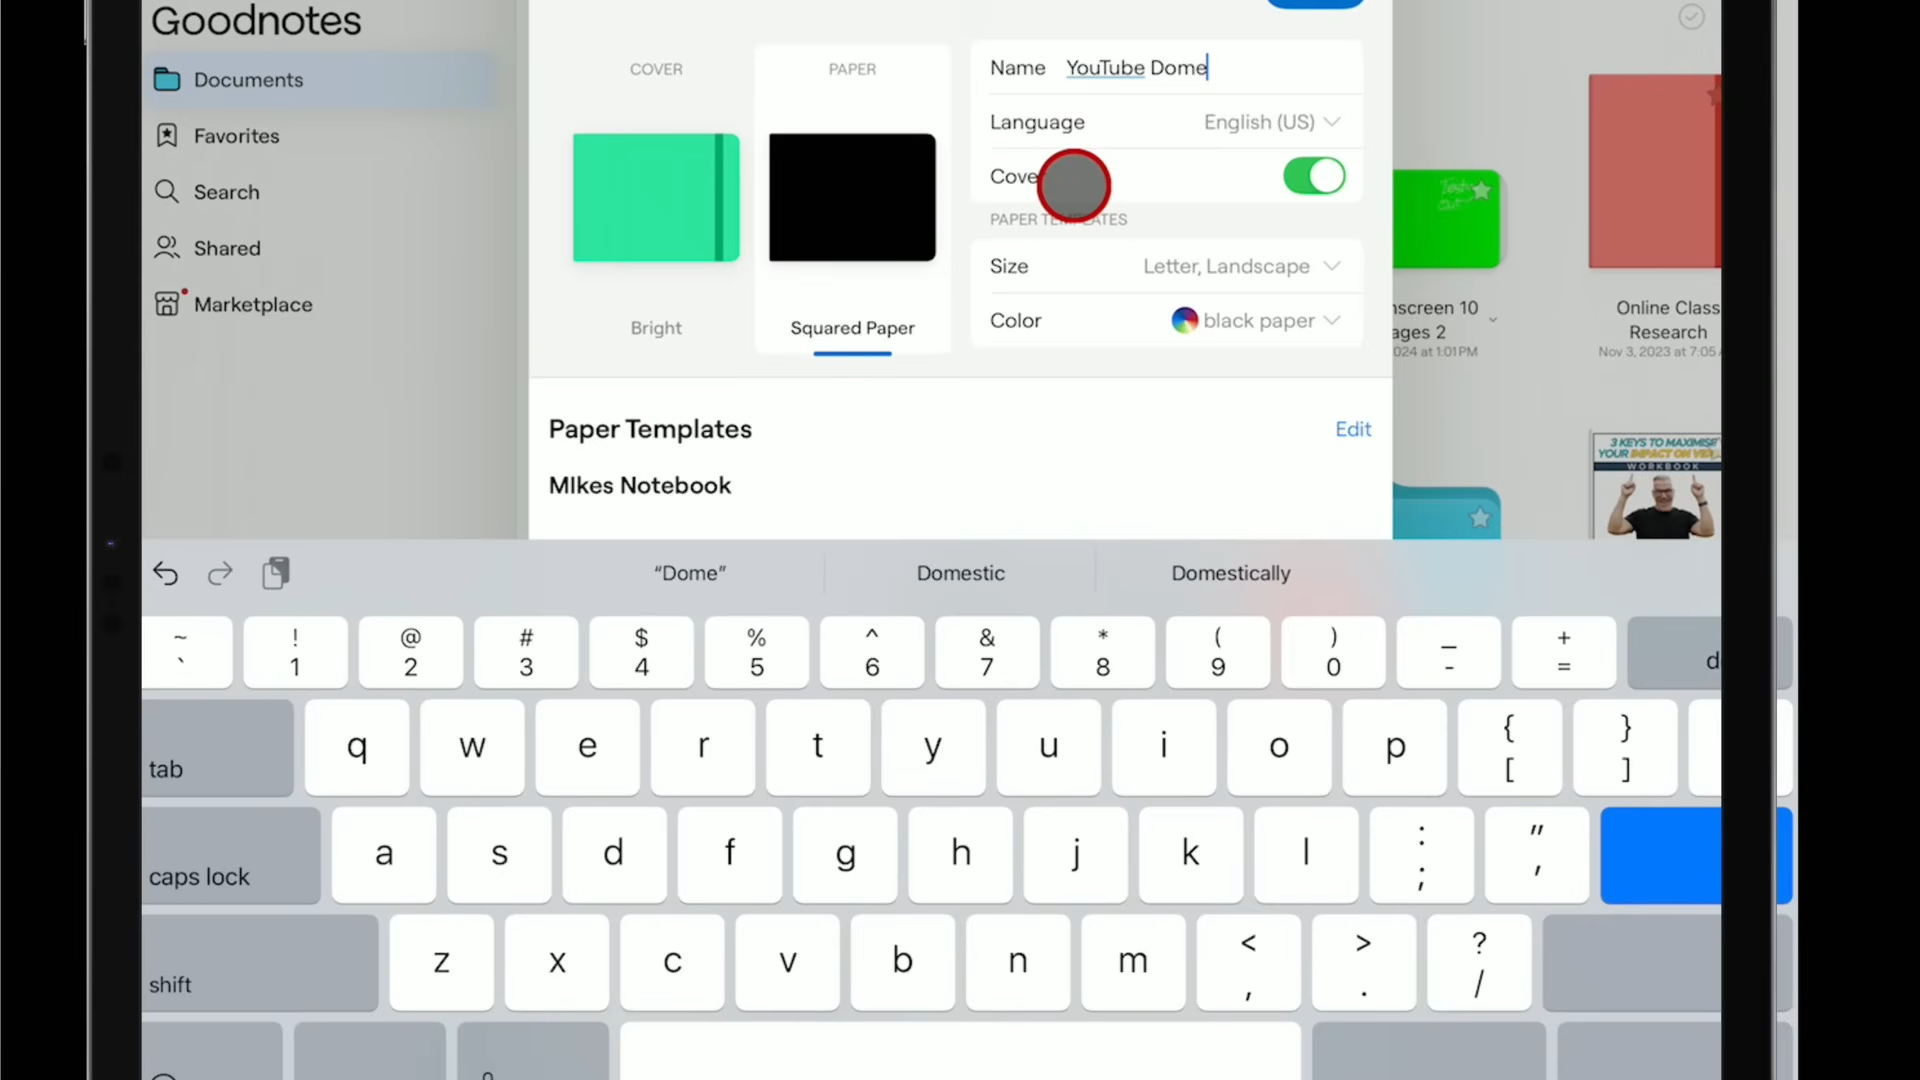 Goodnotes
Documents
Favorites
Search
Shared
Marketplace
COVER
PAPER
Bright
Squared Paper
Name YouTube Dome
Language English (US)
Cove
PAPER TEMPLATES
Size Letter, Landscape
Color black paper
Paper Templates
Edit
MIkes Notebook
nscreen 10
ages 2
024 at 1:01 PM
Online Class
Research
Nov 3, 2023 at 7:05
3 KEYS TO MAXIMISE
YOUR IMPACT ON
WORKBOOK
“Dome” Domestic Domestically
~ ! @ # $ % ^ & * ( ) _ +
` 1 2 3 4 5 6 7 8 9 0 - = d
tab q w e r t y u i o p { [ } ]
caps lock a s d f g h j k l : ; " '
shift z x c v b n m < , > . ? /